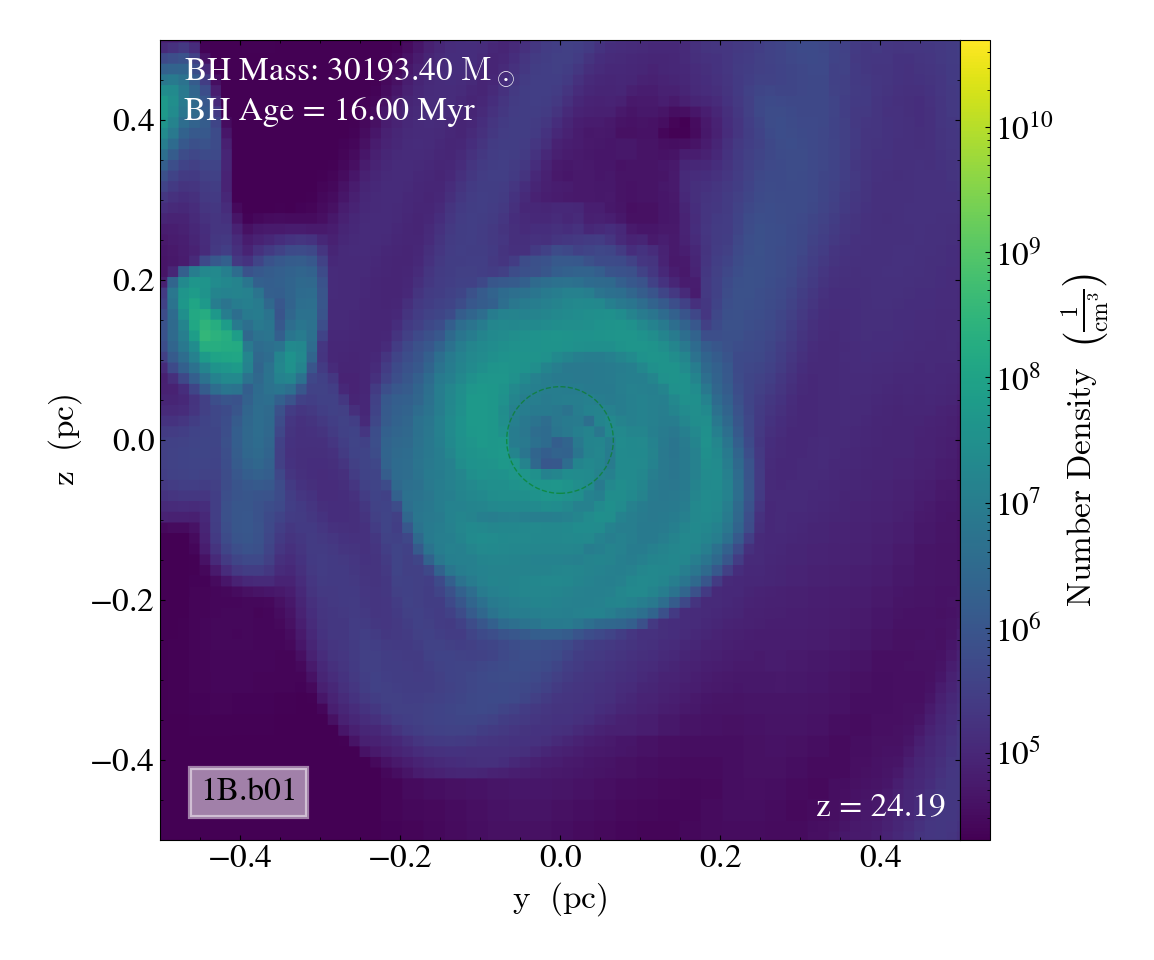 BH Mass: 30193.40 M☉
BH Age = 16.00 Myr
0.4
0.2
0.0
−0.2
−0.4
z (pc)
1B.b01
z = 24.19
−0.4 −0.2 0.0 0.2 0.4
y (pc)
10¹⁰
10⁹
10⁸
10⁷
10⁶
10⁵
Number Density (1/cm³)